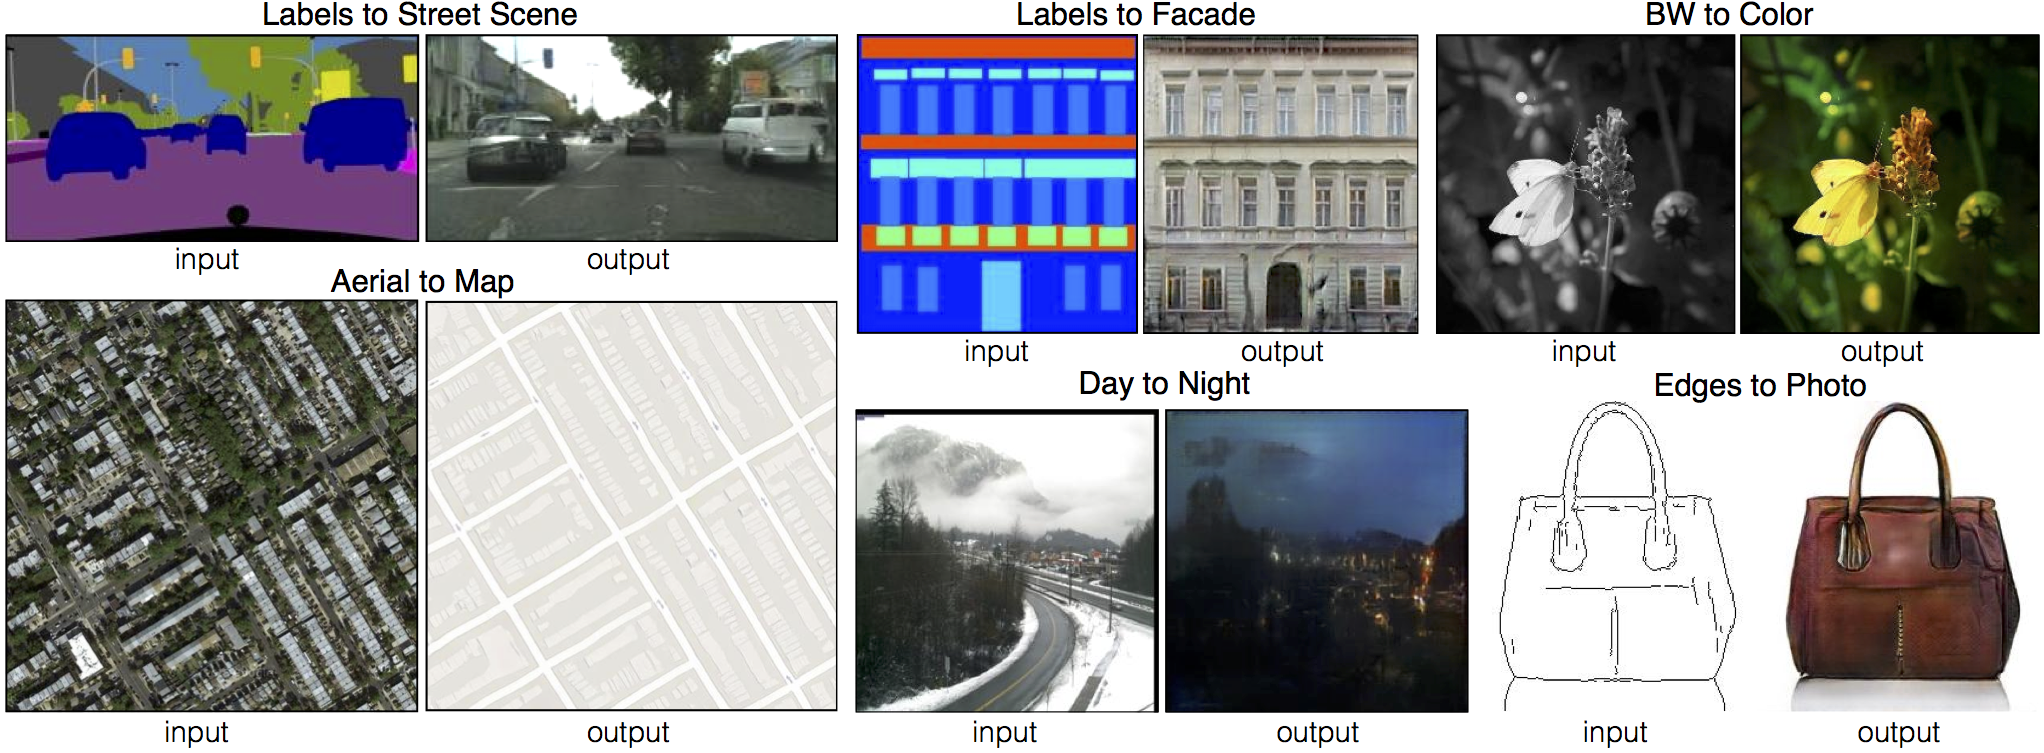 Labels to Street Scene
input
output
Aerial to Map
input
output
Labels to Facade
input
output
BW to Color
input
output
Day to Night
input
output
Edges to Photo
input
output